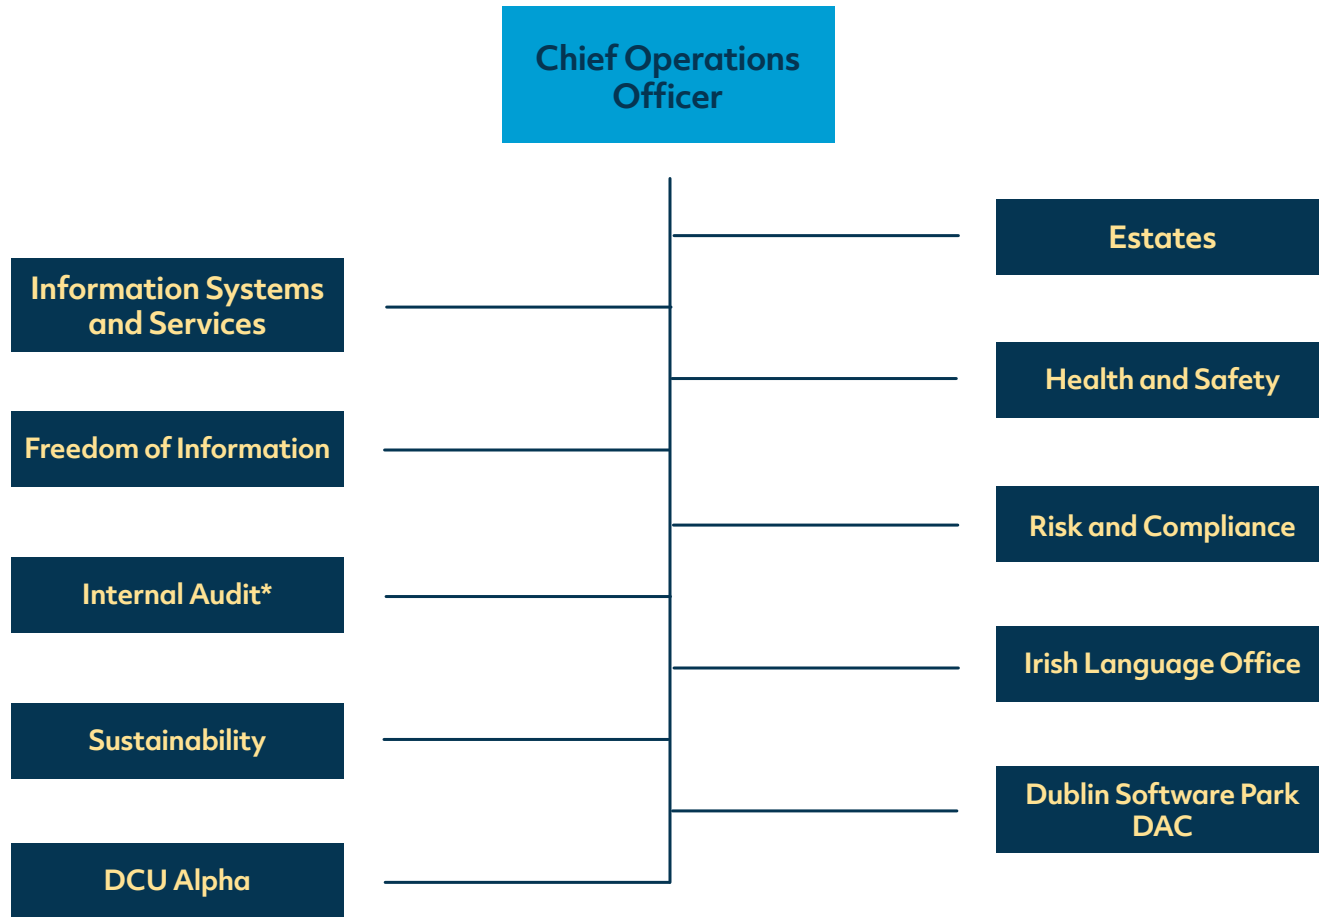 Chief Operations
Officer
Estates
Information Systems
and Services
Health and Safety
Freedom of Information
Risk and Compliance
Internal Audit*
Irish Language Office
Sustainability
Dublin Software Park
DAC
DCU Alpha